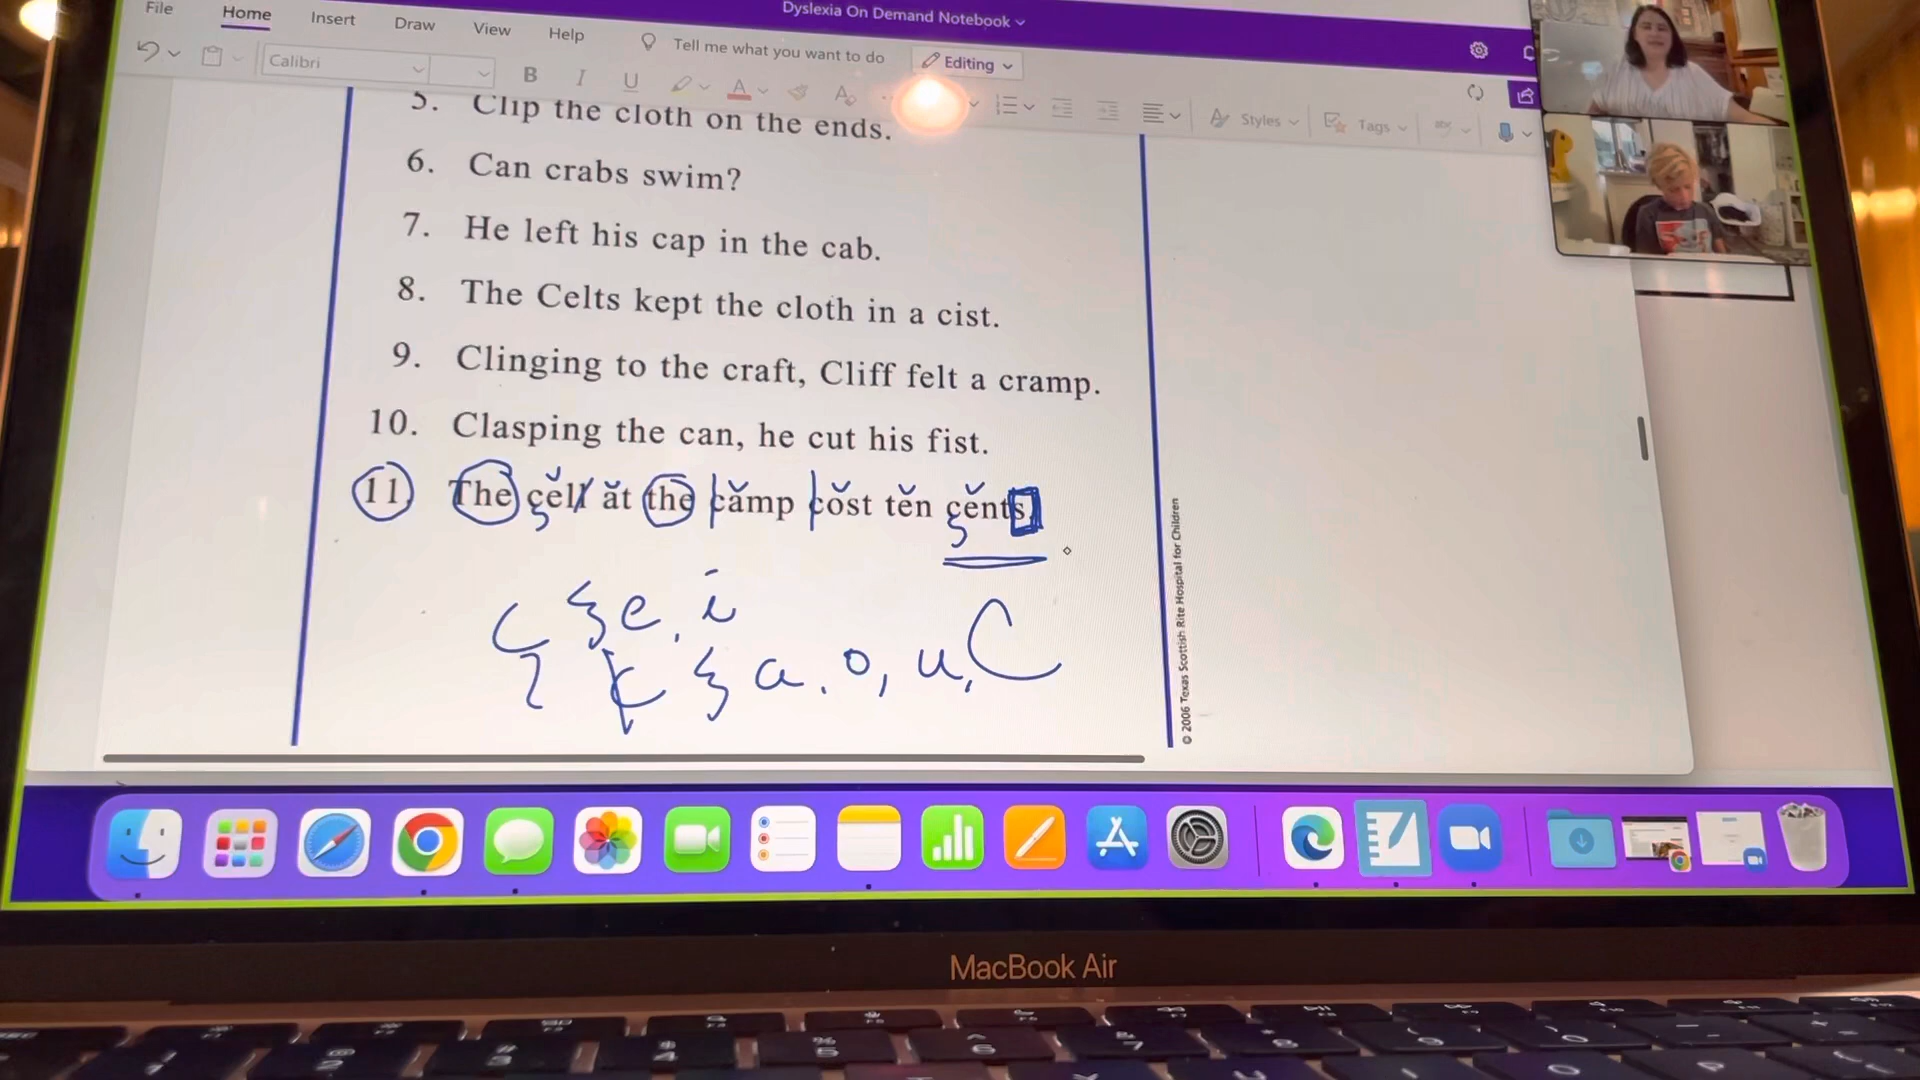 Dyslexia On Demand Notebook
File Home Insert Draw View Help Tell me what you want to do Editing
Calibri B I U A Styles Tags
5. Clip the cloth on the ends.
6. Can crabs swim?
7. He left his cap in the cab.
8. The Celts kept the cloth in a cist.
9. Clinging to the craft, Cliff felt a cramp.
10. Clasping the can, he cut his fist.
11. The cell at the camp cost ten cents.
e, i
a, o, u, C
© 2006 Texas Scottish Rite Hospital for Children
MacBook Air